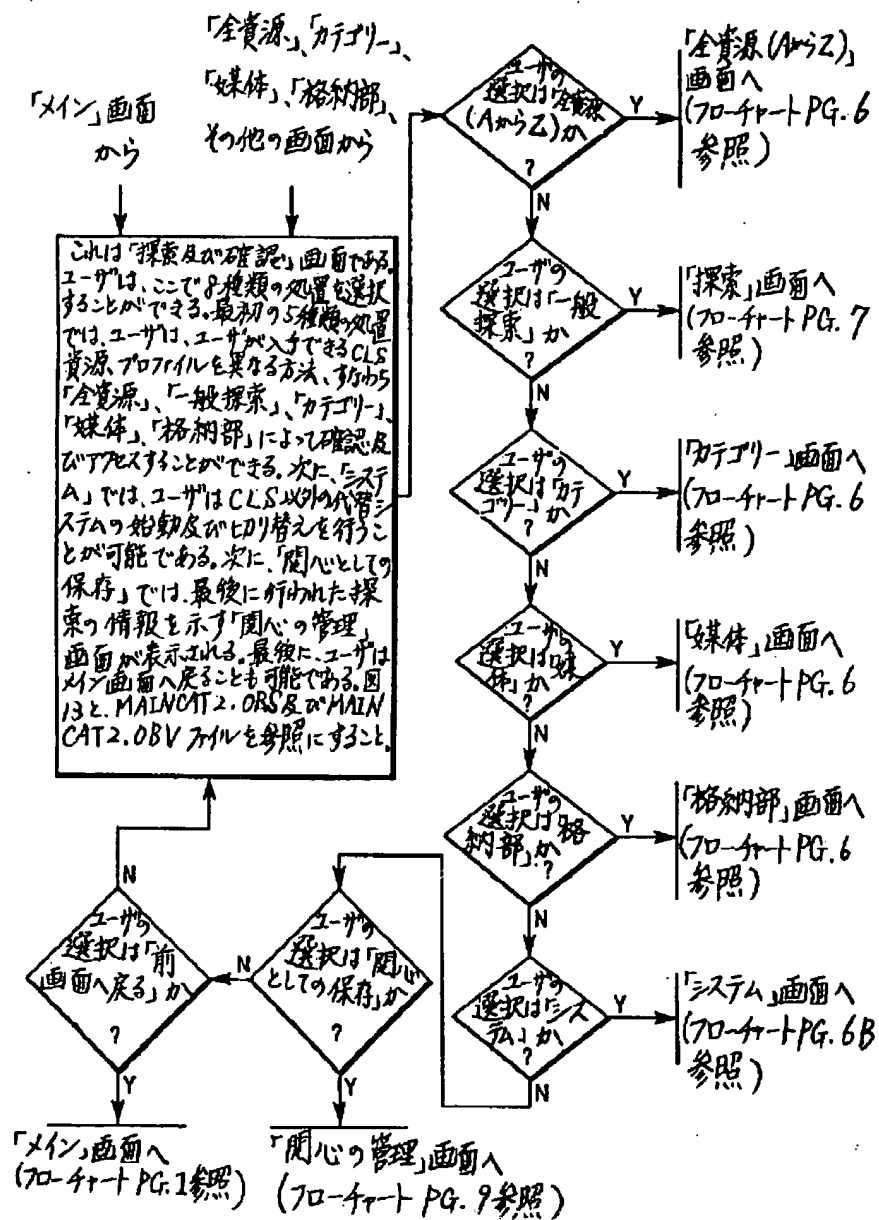 「メイン」画面
から
「全資源」、「カテゴリー」、
「媒体」、「格納部」、
その他の画面から
これは「探索及び確認」画面である。
ユーザは、ここで8種類の処置を選択
することができる。最初の5種類の処置
では、ユーザは、ユーザが入手できるCLS
資源、プロファイルを異なる方法、すなわち
「全資源」、「一般探索」、「カテゴリー」、
「媒体」、「格納部」によって確認及
びアクセスすることができる。次に、「システ
ム」では、ユーザはCLS以外の代替シ
ステムの始動及び切り替えを行うこ
とが可能である。次に、「関心としての
保存」では、最後に行われた探
索の情報を示す「関心の管理」
画面が表示される。最後に、ユーザは
メイン画面へ戻ることも可能である。図
13と、MAINCAT2.OBS及びMAIN
CAT2.OBVファイルを参照にすること。
ユーザの
選択は「全資源
(AからZ)か
?
Y
「全資源(AからZ)」
画面へ
(フローチャートPG.6
参照)
N
ユーザの
選択は「一般
探索」か
?
Y
「探索」画面へ
(フローチャートPG.7
参照)
N
ユーザの
選択は「カテ
ゴリー」か
?
Y
「カテゴリー」画面へ
(フローチャートPG.6
参照)
N
ユーザの
選択は「媒
体」か
?
Y
「媒体」画面へ
(フローチャートPG.6
参照)
N
ユーザの
選択は「格
納部」か
?
Y
「格納部」画面へ
(フローチャートPG.6
参照)
N
ユーザの
選択は「シス
テム」か
?
Y
「システム」画面へ
(フローチャートPG.6B
参照)
N
ユーザの
選択は「関心
としての保存」か
?
N
Y
「関心の管理」画面へ
(フローチャート PG.9参照)
ユーザの
選択は「前
画面へ戻る」か
?
N
Y
「メイン」画面へ
(フローチャート PG.1参照)